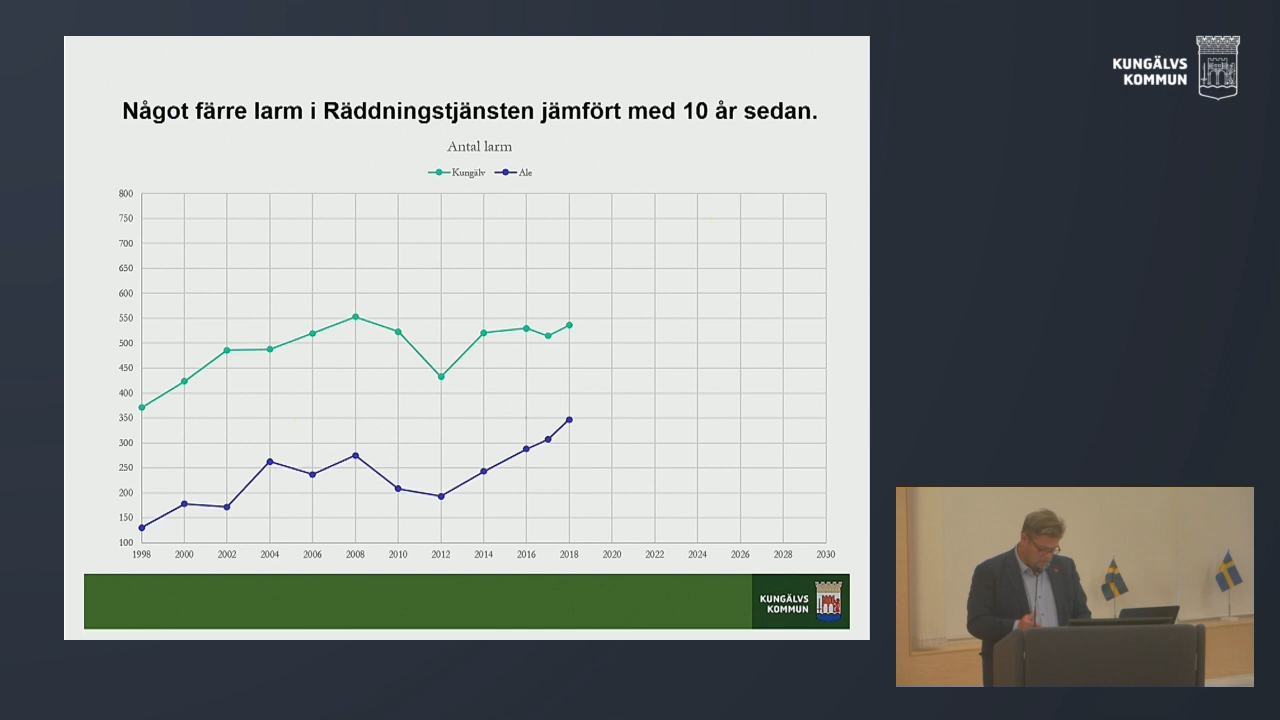 Något färre larm i Räddningstjänsten jämfört med 10 år sedan.
Antal larm
Kungälv Ale
800
750
700
650
600
550
500
450
400
350
300
250
200
150
100
1998 2000 2002 2004 2006 2008 2010 2012 2014 2016 2018 2020 2022 2024 2026 2028 2030
KUNGÄLVS
KOMMUN
KUNGÄLVS
KOMMUN